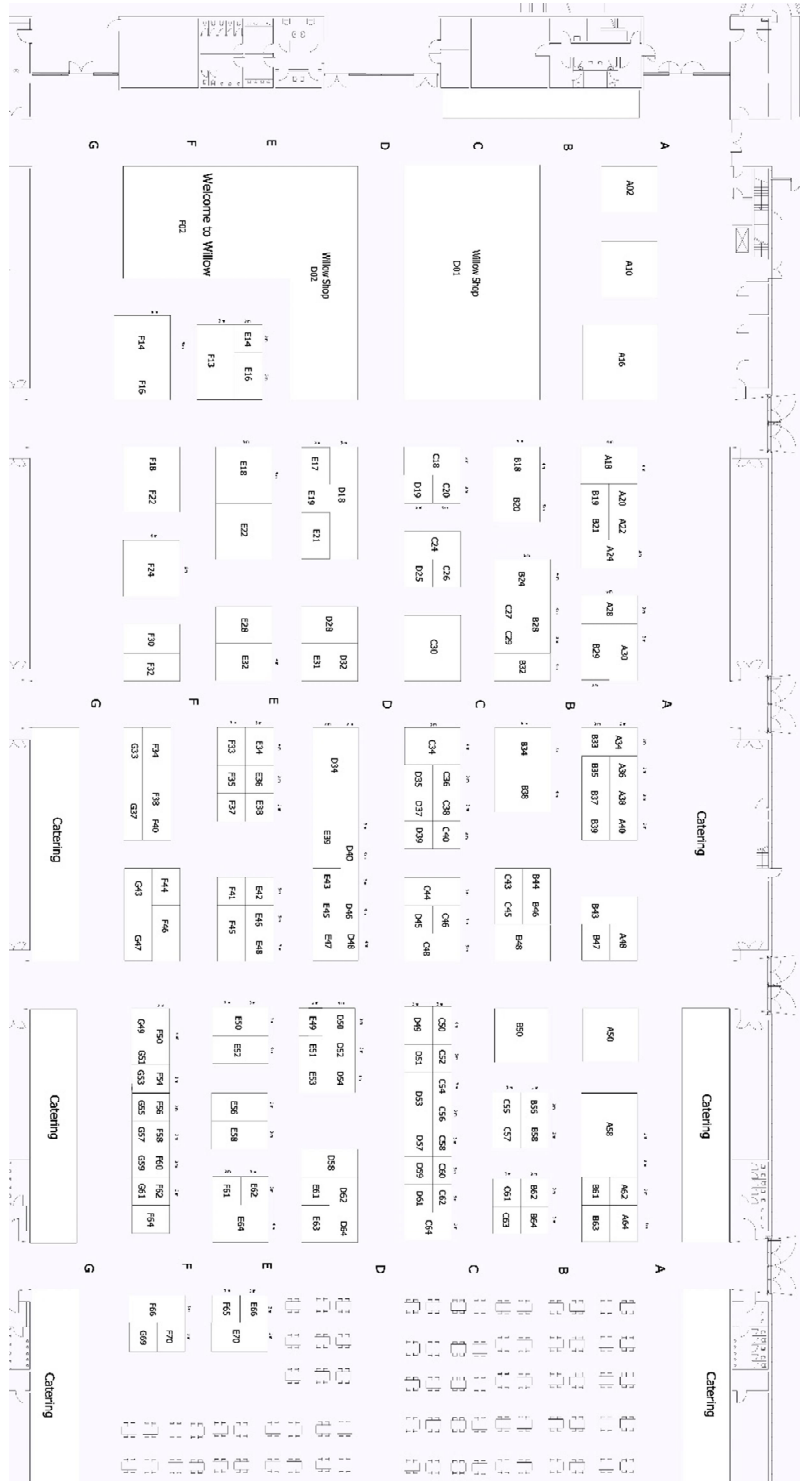 G
F
E
D
C
B
A
Welcome to Willow
F02
Willow Shop
D02
Willow Shop
D01
A02
A10
A16
F14
F16
F13
E14
E16
F18
F22
E18
E22
E17
E19
E21
D18
C18
D19
C20
B18
B20
A18
B19
A20
B21
A22
A24
F24
C24
D25
C26
B24
C27
B28
C29
B32
A28
B29
A30
F30
F32
E28
E32
D28
E31
D32
C30
G
F
E
D
C
B
A
Catering
G33
F34
G37
F38
F40
F33
E34
F35
E36
F37
E38
D34
E39
D40
C34
D35
C36
D37
C38
D39
C40
B34
B38
B33
A34
B35
A36
B37
A38
B39
A40
Catering
G43
F44
F46
G47
F41
E42
F45
E45
E48
E43
E45
D46
E47
D48
C44
D45
C46
C48
C43
B44
C45
B46
B48
B43
B47
A48
Catering
G49
F50
G51
G53
F54
G55
F56
G57
F58
G59
F60
G61
F62
F64
E50
E52
E56
E58
F61
E62
E64
E49
D50
E51
D52
E53
D54
D58
E61
D62
E63
D64
D49
C50
D51
C52
D53
C54
C56
D57
C58
D59
C60
D61
C62
C64
B50
C55
B56
C57
B58
C61
B62
C63
B64
A50
A58
B61
A62
B63
A64
Catering
G
F
E
D
C
B
A
Catering
F66
G69
F70
F65
E66
E70
Catering